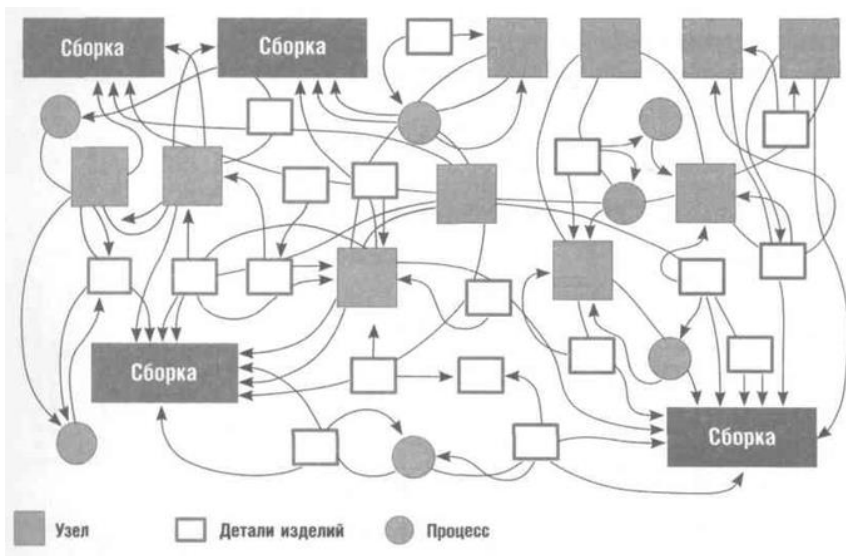 Сборка
Сборка
Сборка
Сборка
Узел
Детали изделий
Процесс